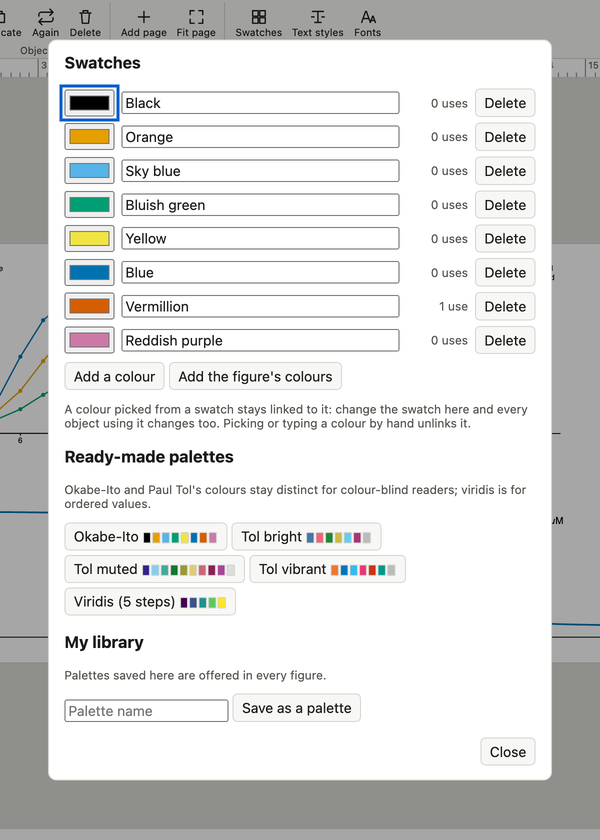 cate Again Delete Add page Fit page Swatches Text styles Fonts
Objec
3 15
Swatches
Black 0 uses Delete
Orange 0 uses Delete
Sky blue 0 uses Delete
Bluish green 0 uses Delete
Yellow 0 uses Delete
Blue 0 uses Delete
Vermillion 1 use Delete
Reddish purple 0 uses Delete
Add a colour Add the figure's colours
A colour picked from a swatch stays linked to it: change the swatch here and every
object using it changes too. Picking or typing a colour by hand unlinks it.
6
Ready-made palettes
Okabe-Ito and Paul Tol's colours stay distinct for colour-blind readers; viridis is for
ordered values.
Okabe-Ito Tol bright
Tol muted Tol vibrant
Viridis (5 steps)
My library
Palettes saved here are offered in every figure.
Palette name Save as a palette
Close